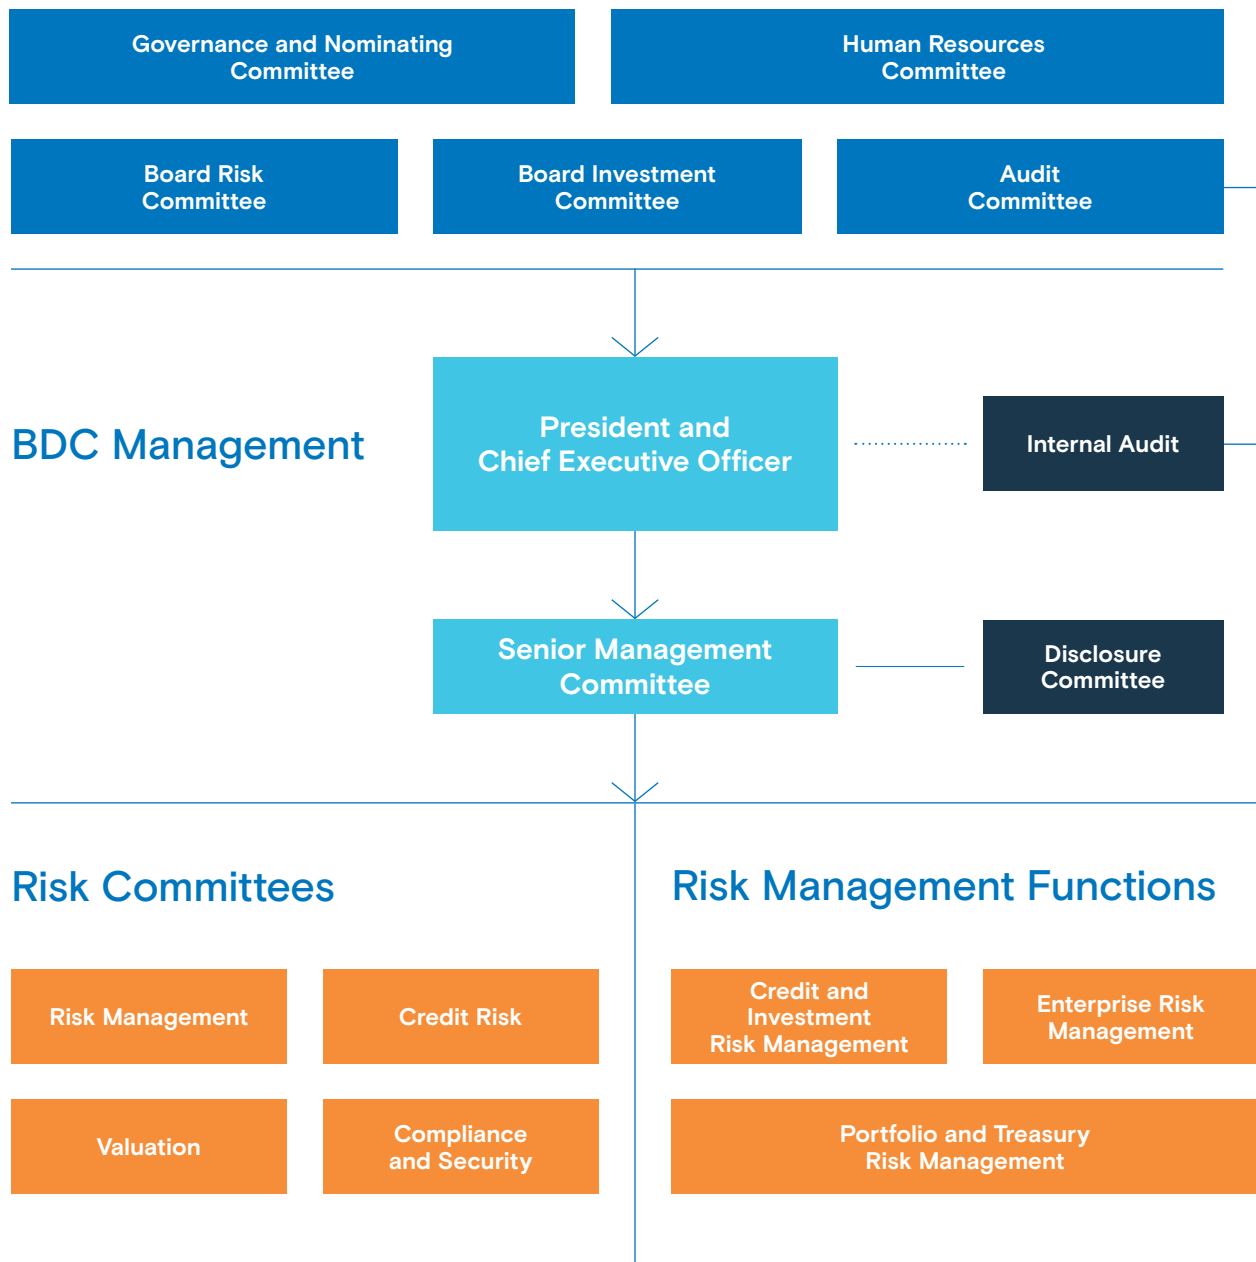 Governance and Nominating
Committee
Human Resources
Committee
Board Risk
Committee
Board Investment
Committee
Audit
Committee
BDC Management
President and
Chief Executive Officer
Internal Audit
Senior Management
Committee
Disclosure
Committee
Risk Committees
Risk Management Functions
Risk Management
Credit Risk
Credit and
Investment
Risk Management
Enterprise Risk
Management
Valuation
Compliance
and Security
Portfolio and Treasury
Risk Management